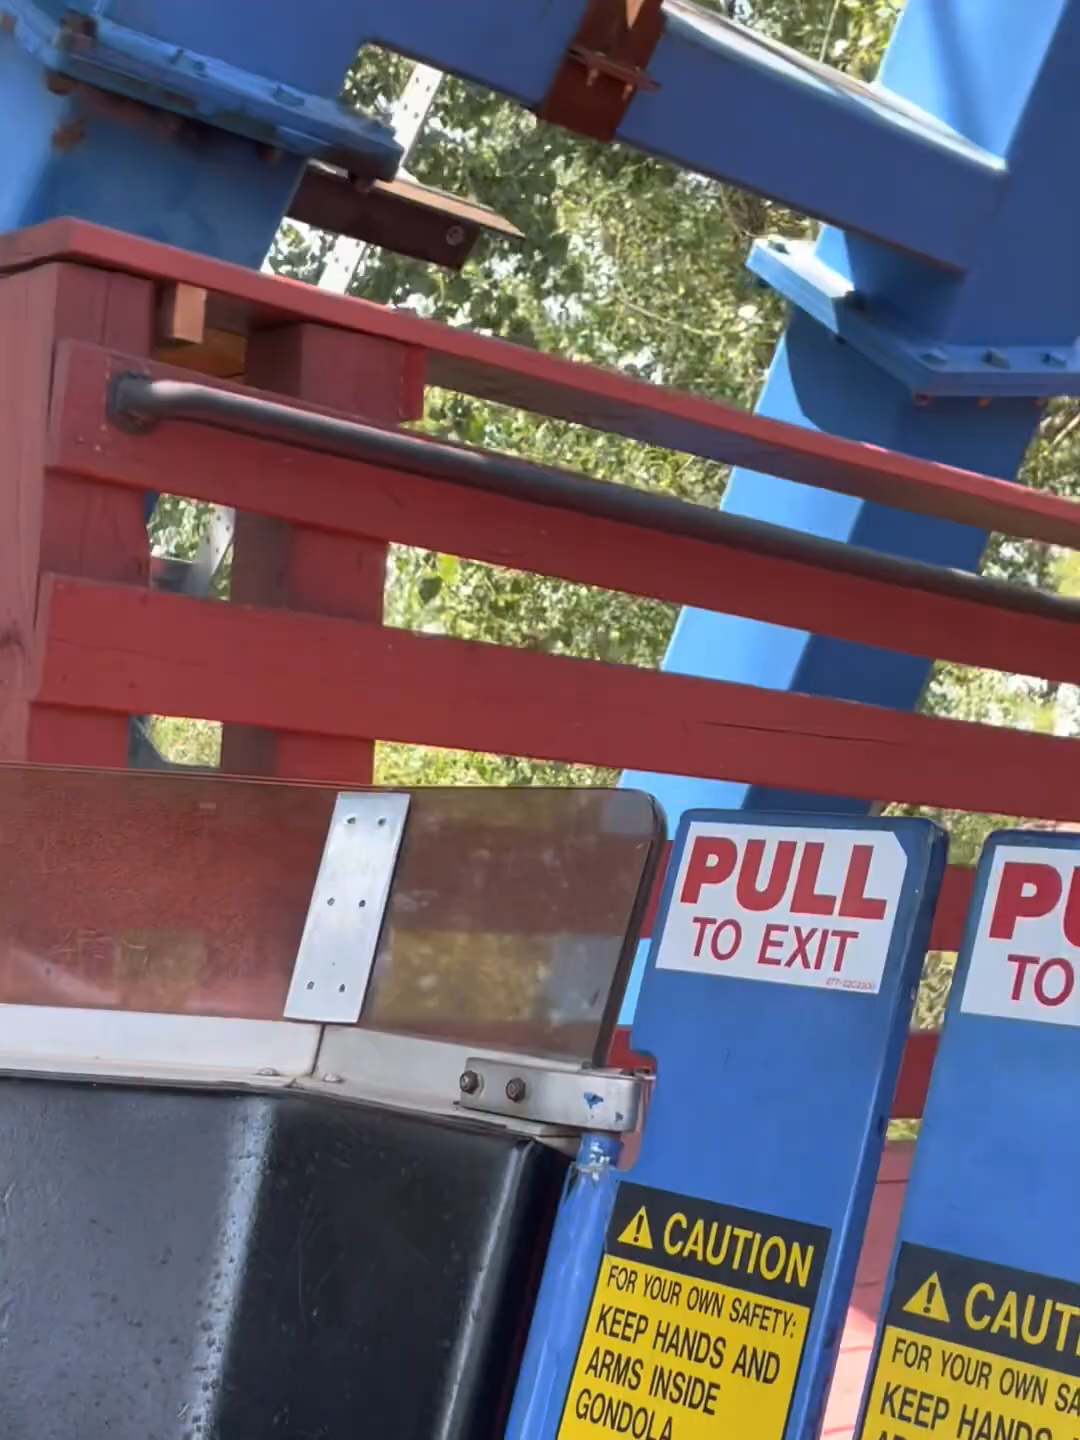 PULL
TO EXIT
CAUTION
FOR YOUR OWN SAFETY:
KEEP HANDS AND
ARMS INSIDE
GONDOLA
PU
TO
CAUT
FOR YOUR OWN SA
KEEP HANDS